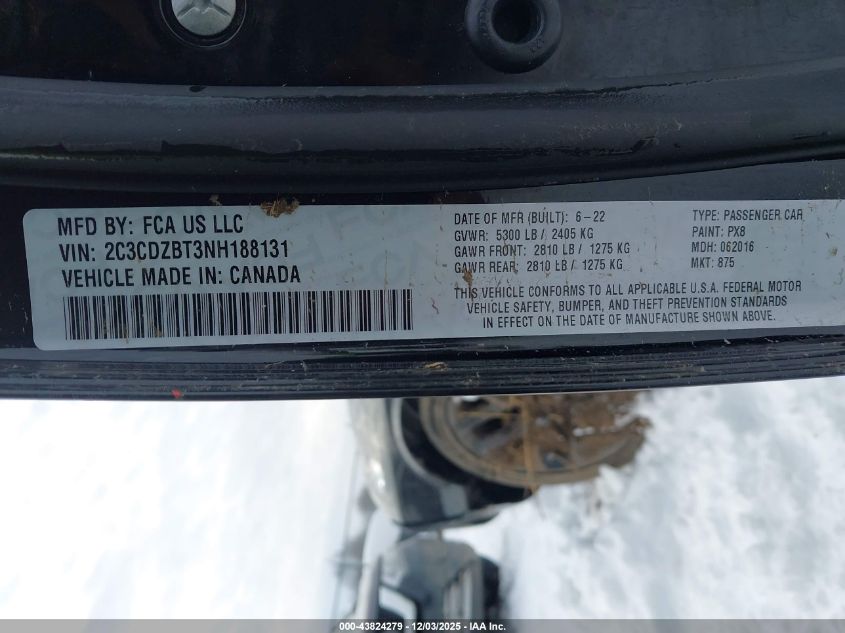 MFD BY: FCA US LLC
VIN: 2C3CDZBT3NH188131
VEHICLE MADE IN: CANADA
DATE OF MFR (BUILT): 6-22
GVWR: 5300 LB / 2405 KG
GAWR FRONT: 2810 LB / 1275 KG
GAWR REAR: 2810 LB / 1275 KG
TYPE: PASSENGER CAR
PAINT: PX8
MDH: 062016
MKT: 875
THIS VEHICLE CONFORMS TO ALL APPLICABLE U.S.A. FEDERAL MOTOR
VEHICLE SAFETY, BUMPER, AND THEFT PREVENTION STANDARDS
IN EFFECT ON THE DATE OF MANUFACTURE SHOWN ABOVE.
000-43824279 - 12/03/2025 - IAA, Inc.